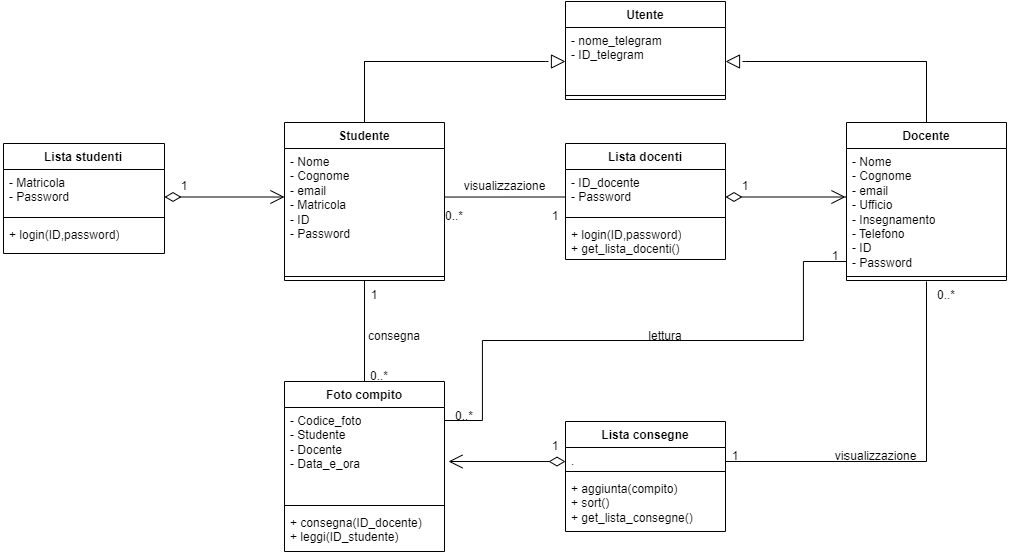 Utente
- nome_telegram
- ID_telegram
Lista studenti
- Matricola
- Password
+ login(ID,password)
1
Studente
- Nome
- Cognome
- email
- Matricola
- ID
- Password
visualizzazione
0..*
1
Lista docenti
- ID_docente
- Password
+ login(ID,password)
+ get_lista_docenti()
1
Docente
- Nome
- Cognome
- email
- Ufficio
- Insegnamento
- Telefono
- ID
- Password
1
0..*
1
consegna
0..*
lettura
0..*
Foto compito
- Codice_foto
- Studente
- Docente
- Data_e_ora
+ consegna(ID_docente)
+ leggi(ID_studente)
1
Lista consegne
.
+ aggiunta(compito)
+ sort()
+ get_lista_consegne()
1
visualizzazione